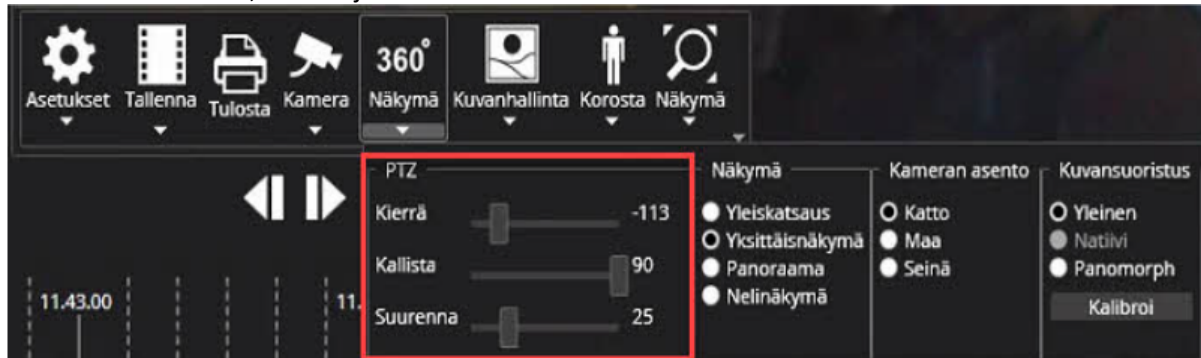 Asetukset Tallenna Tulosta Kamera 360° Näkymä Kuvanhallinta Korosta Näkymä
PTZ
Kierrä -113
Kallista 90
Suurenna 25
Näkymä
Yleiskatsaus
Yksittäisnäkymä
Panoraama
Nelinäkymä
Kameran asento
Katto
Maa
Seinä
Kuvansuoristus
Yleinen
Natiivi
Panomorph
Kalibroi
11.43.00 11.